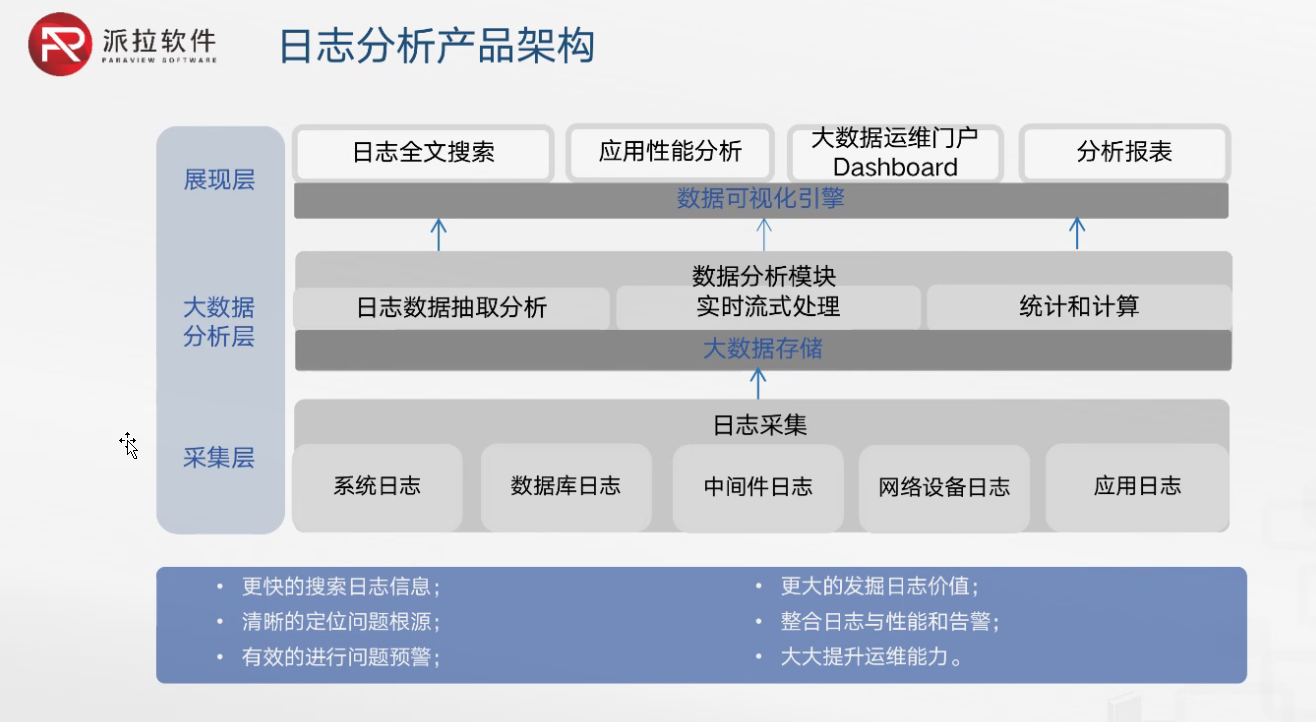 派拉软件
PARAVIEW SOFTWARE
日志分析产品架构
展现层
日志全文搜索
应用性能分析
大数据运维门户
Dashboard
分析报表
数据可视化引擎
大数据
分析层
数据分析模块
日志数据抽取分析
实时流式处理
统计和计算
大数据存储
采集层
日志采集
系统日志
数据库日志
中间件日志
网络设备日志
应用日志
• 更快的搜索日志信息；
• 清晰的定位问题根源；
• 有效的进行问题预警；
• 更大的发掘日志价值；
• 整合日志与性能和告警；
• 大大提升运维能力。